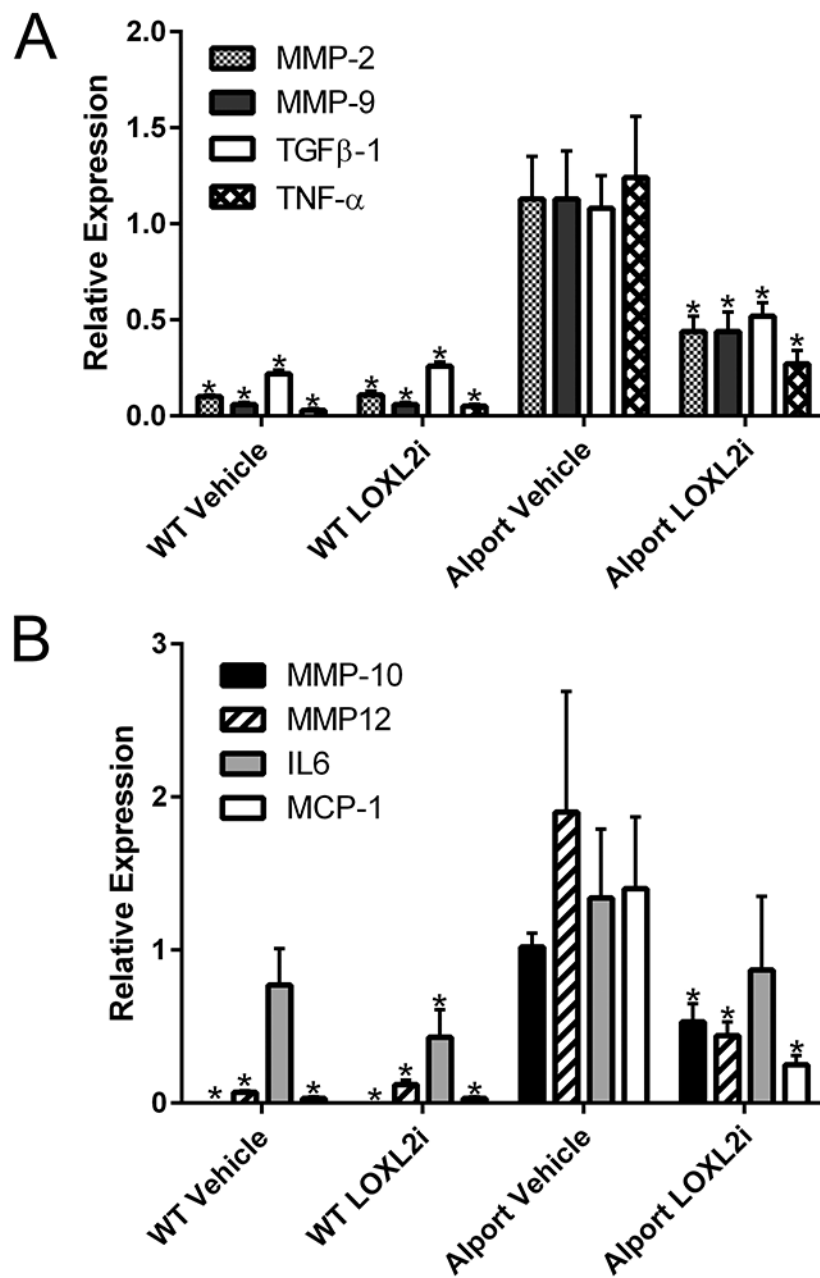 A
2.0
1.5
1.0
0.5
0.0
Relative Expression
MMP-2
MMP-9
TGFβ-1
TNF-α
* * * *
* * * *
* * * *
WT Vehicle
WT LOXL2i
Alport Vehicle
Alport LOXL2i
B
3
2
1
0
Relative Expression
MMP-10
MMP12
IL6
MCP-1
* * *
* * * *
* * *
WT Vehicle
WT LOXL2i
Alport Vehicle
Alport LOXL2i